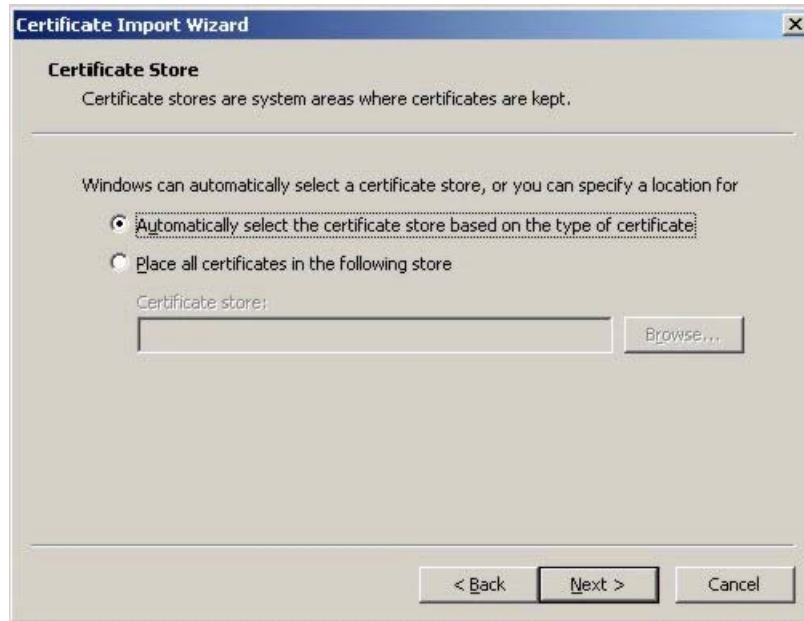 Certificate Import Wizard
Certificate Store
Certificate stores are system areas where certificates are kept.
Windows can automatically select a certificate store, or you can specify a location for
Automatically select the certificate store based on the type of certificate
Place all certificates in the following store
Certificate store:
Browse...
< Back Next > Cancel